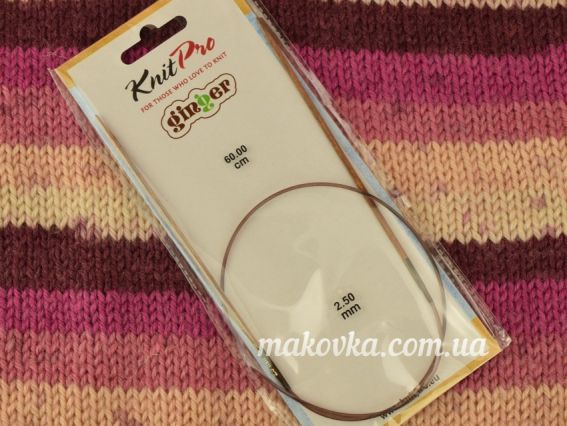 KnitPro
FOR THOSE WHO LOVE TO KNIT
ginger
60.00
cm
2.50
mm
makovka.com.ua